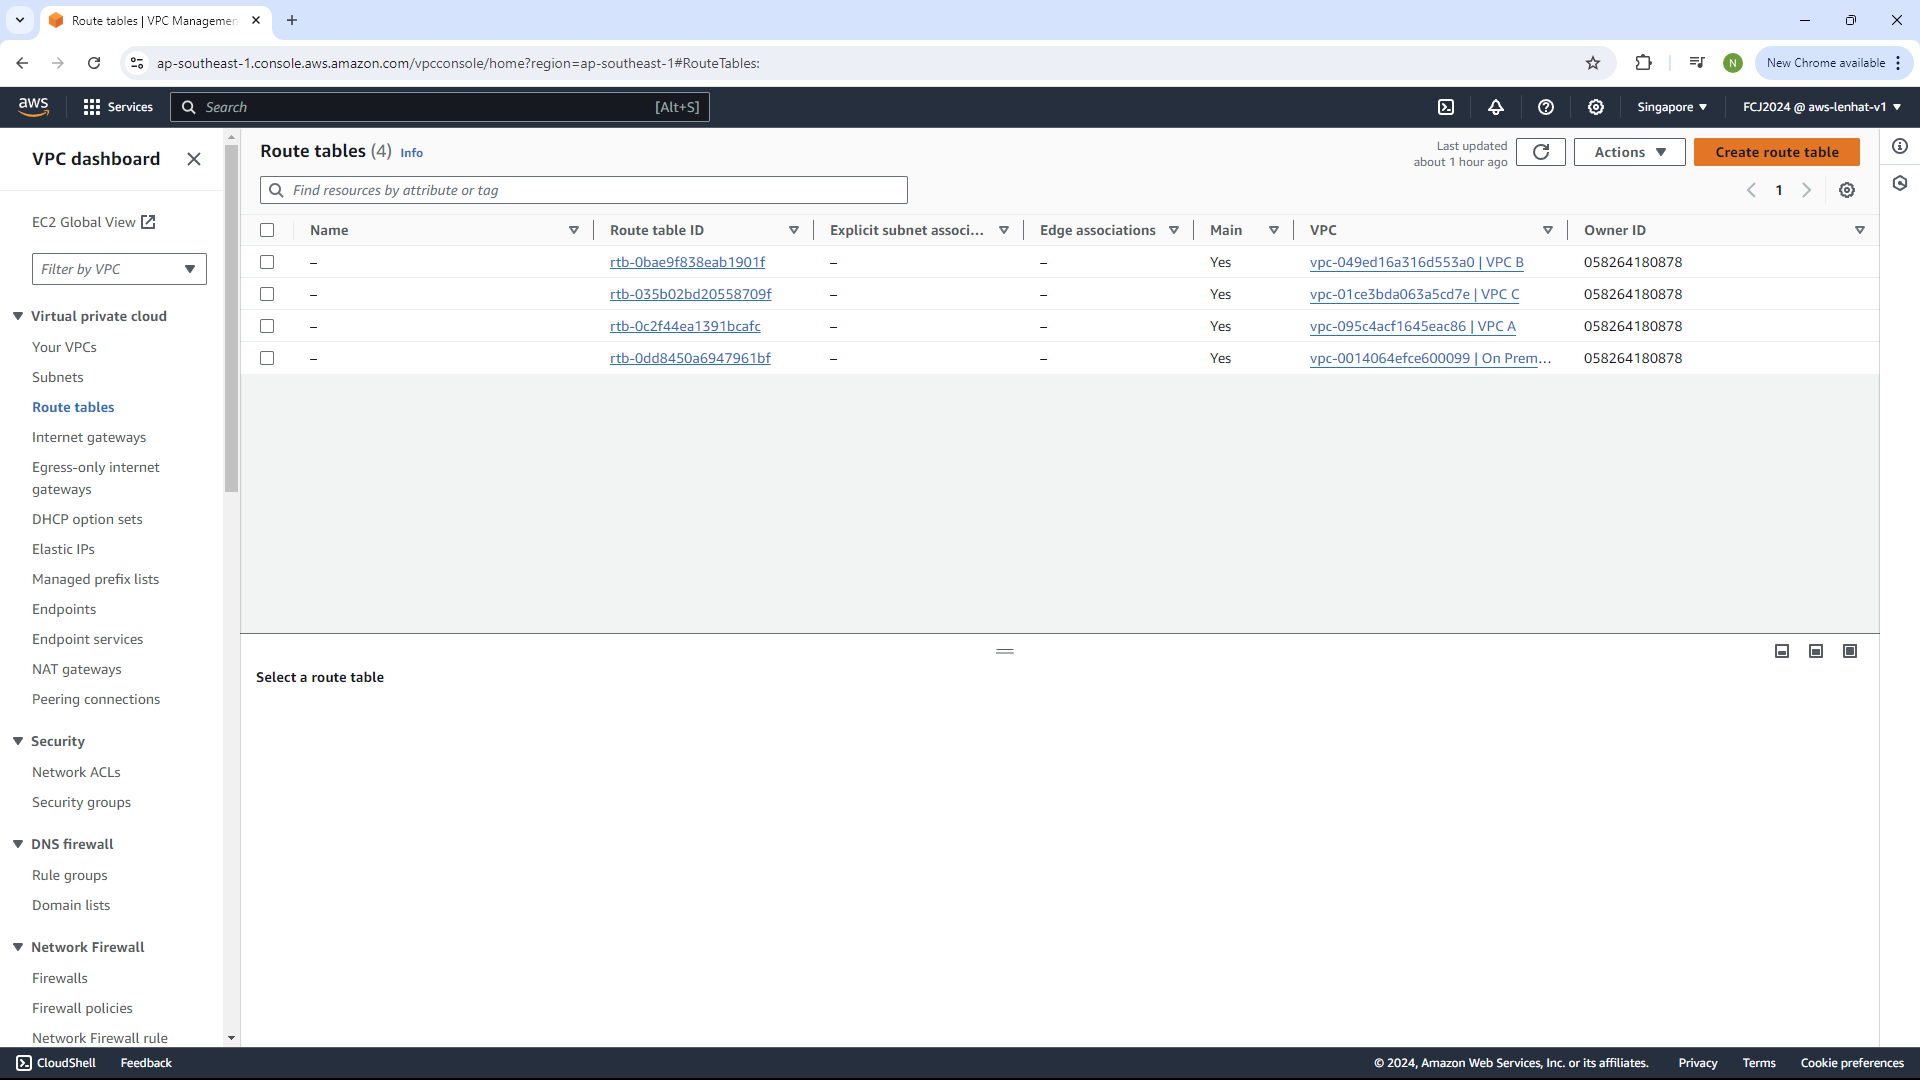 Route tables | VPC Managemen
ap-southeast-1.console.aws.amazon.com/vpcconsole/home?region=ap-southeast-1#RouteTables:
N
New Chrome available
aws
Services
Search
[Alt+S]
Singapore
FCJ2024 @ aws-lenhat-v1
VPC dashboard
EC2 Global View
Filter by VPC
Virtual private cloud
Your VPCs
Subnets
Route tables
Internet gateways
Egress-only internet
gateways
DHCP option sets
Elastic IPs
Managed prefix lists
Endpoints
Endpoint services
NAT gateways
Peering connections
Security
Network ACLs
Security groups
DNS firewall
Rule groups
Domain lists
Network Firewall
Firewalls
Firewall policies
Network Firewall rule
Route tables (4) Info
Last updated
about 1 hour ago
Actions
Create route table
Find resources by attribute or tag
1
Name Route table ID Explicit subnet associ... Edge associations Main VPC Owner ID
– rtb-0bae9f838eab1901f – – Yes vpc-049ed16a316d553a0 | VPC B 058264180878
– rtb-035b02bd20558709f – – Yes vpc-01ce3bda063a5cd7e | VPC C 058264180878
– rtb-0c2f44ea1391bcafc – – Yes vpc-095c4acf1645eac86 | VPC A 058264180878
– rtb-0dd8450a6947961bf – – Yes vpc-0014064efce600099 | On Prem... 058264180878
Select a route table
CloudShell
Feedback
© 2024, Amazon Web Services, Inc. or its affiliates.
Privacy
Terms
Cookie preferences